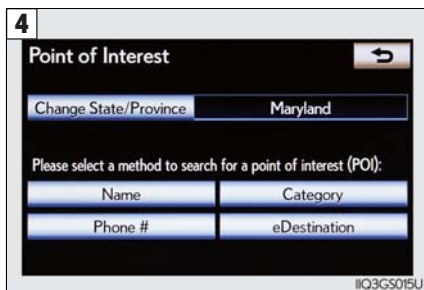 4
Point of Interest
Change State/Province Maryland
Please select a method to search for a point of interest (POI):
Name Category
Phone # eDestination
IIQ3GS015U